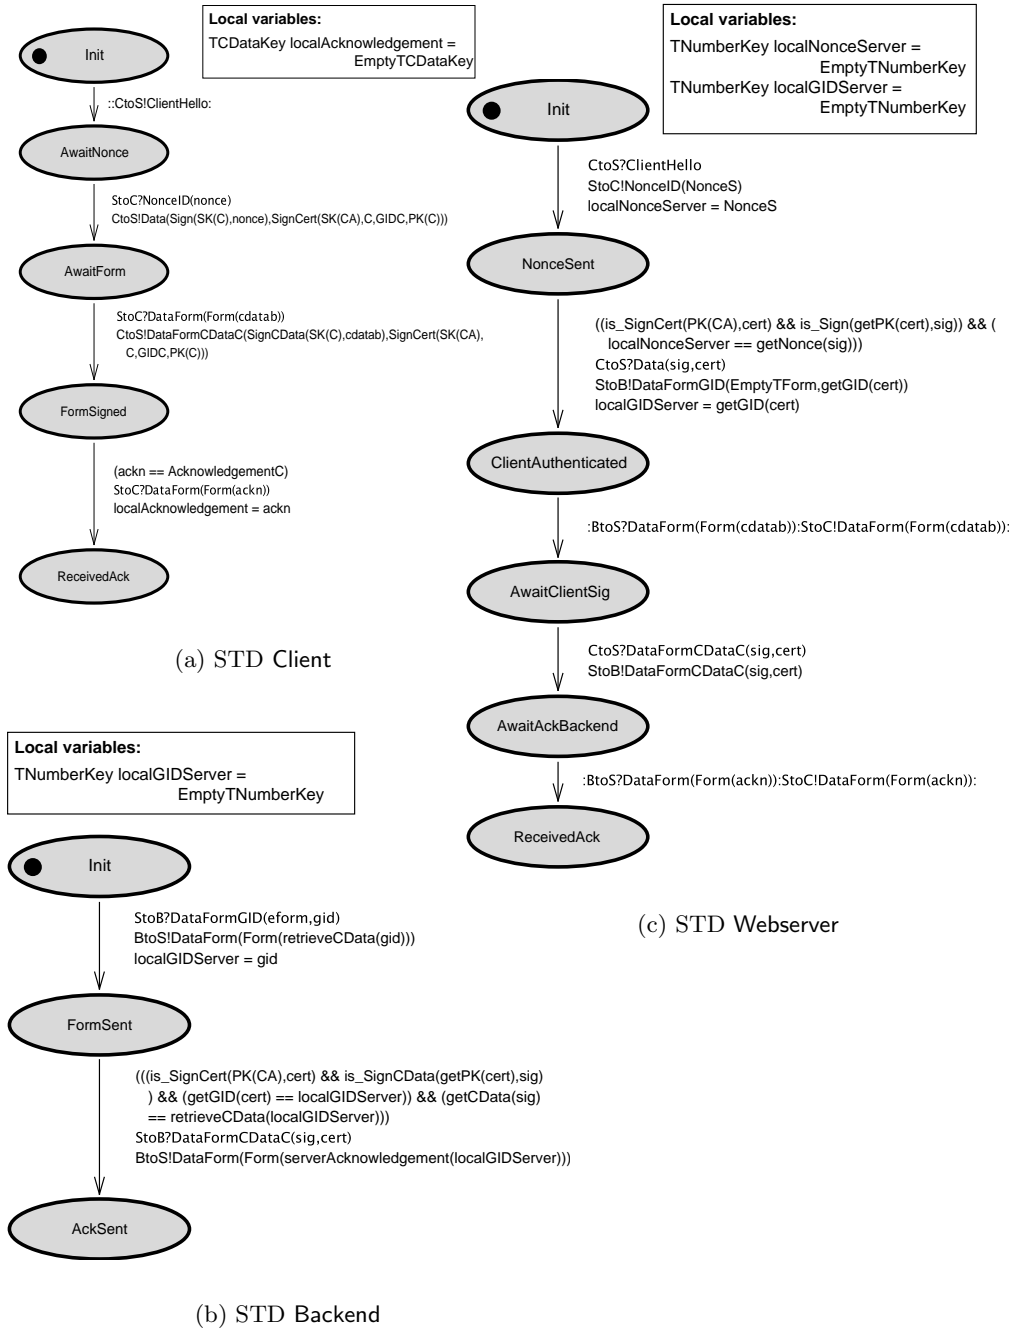 Local variables:
TCDataKey localAcknowledgement =
EmptyTCDataKey
Init
::CtoS!ClientHello:
AwaitNonce
StoC?NonceID(nonce)
CtoS!Data(Sign(SK(C),nonce),SignCert(SK(CA),C,GIDC,PK(C)))
AwaitForm
StoC?DataForm(Form(cdatab))
CtoS!DataFormCDataC(SignCData(SK(C),cdatab),SignCert(SK(CA),
C,GIDC,PK(C)))
FormSigned
(ackn == AcknowledgementC)
StoC?DataForm(Form(ackn))
localAcknowledgement = ackn
ReceivedAck
(a) STD Client
Local variables:
TNumberKey localGIDServer =
EmptyTNumberKey
Init
StoB?DataFormGID(eform,gid)
BtoS!DataForm(Form(retrieveCData(gid)))
localGIDServer = gid
FormSent
(((is_SignCert(PK(CA),cert) && is_SignCData(getPK(cert),sig)
) && (getGID(cert) == localGIDServer)) && (getCData(sig)
== retrieveCData(localGIDServer)))
StoB?DataFormCDataC(sig,cert)
BtoS!DataForm(Form(serverAcknowledgement(localGIDServer)))
AckSent
(b) STD Backend
Local variables:
TNumberKey localNonceServer =
EmptyTNumberKey
TNumberKey localGIDServer =
EmptyTNumberKey
Init
CtoS?ClientHello
StoC!NonceID(NonceS)
localNonceServer = NonceS
NonceSent
((is_SignCert(PK(CA),cert) && is_Sign(getPK(cert),sig)) && (
localNonceServer == getNonce(sig)))
CtoS?Data(sig,cert)
StoB!DataFormGID(EmptyTForm,getGID(cert))
localGIDServer = getGID(cert)
ClientAuthenticated
:BtoS?DataForm(Form(cdatab)):StoC!DataForm(Form(cdatab)):
AwaitClientSig
CtoS?DataFormCDataC(sig,cert)
StoB!DataFormCDataC(sig,cert)
AwaitAckBackend
:BtoS?DataForm(Form(ackn)):StoC!DataForm(Form(ackn)):
ReceivedAck
(c) STD Webserver